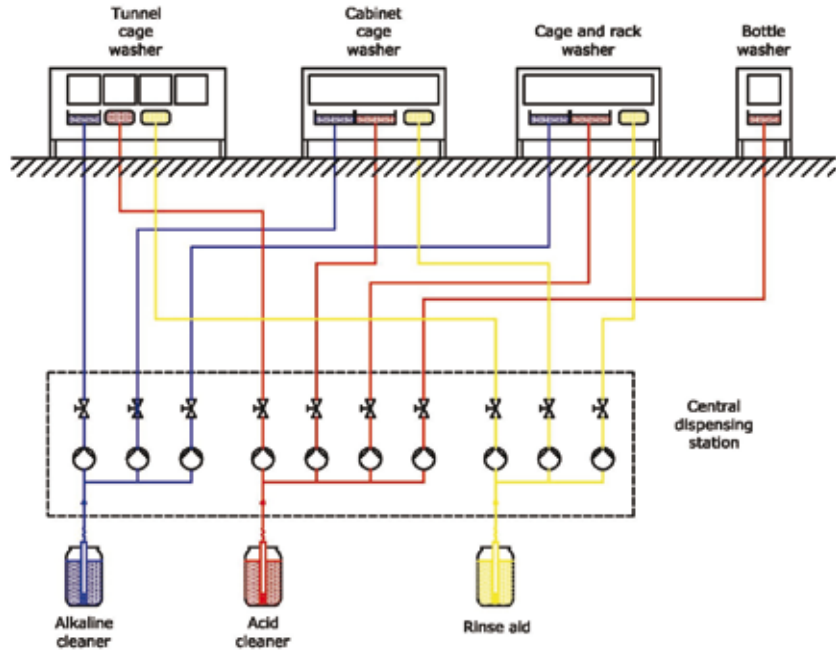 Tunnel
cage
washer
Cabinet
cage
washer
Cage and rack
washer
Bottle
washer
Central
dispensing
station
Alkaline
cleaner
Acid
cleaner
Rinse aid